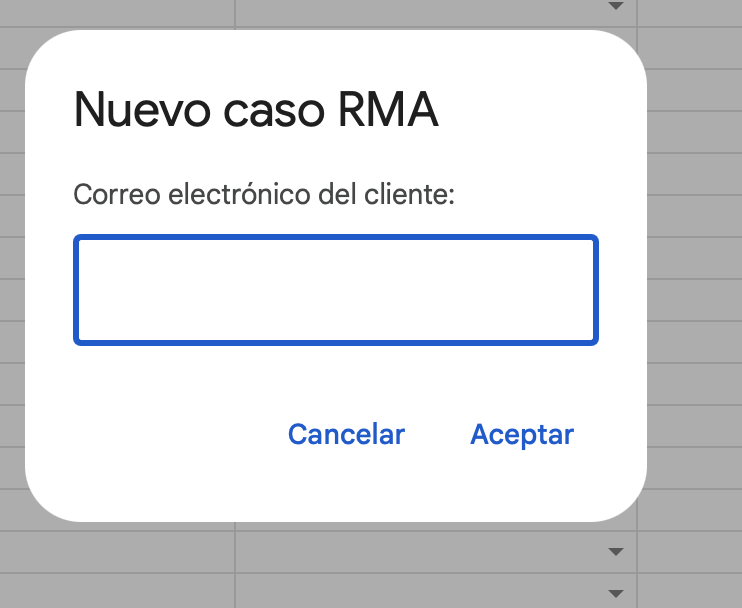 Nuevo caso RMA
Correo electrónico del cliente:
Cancelar Aceptar